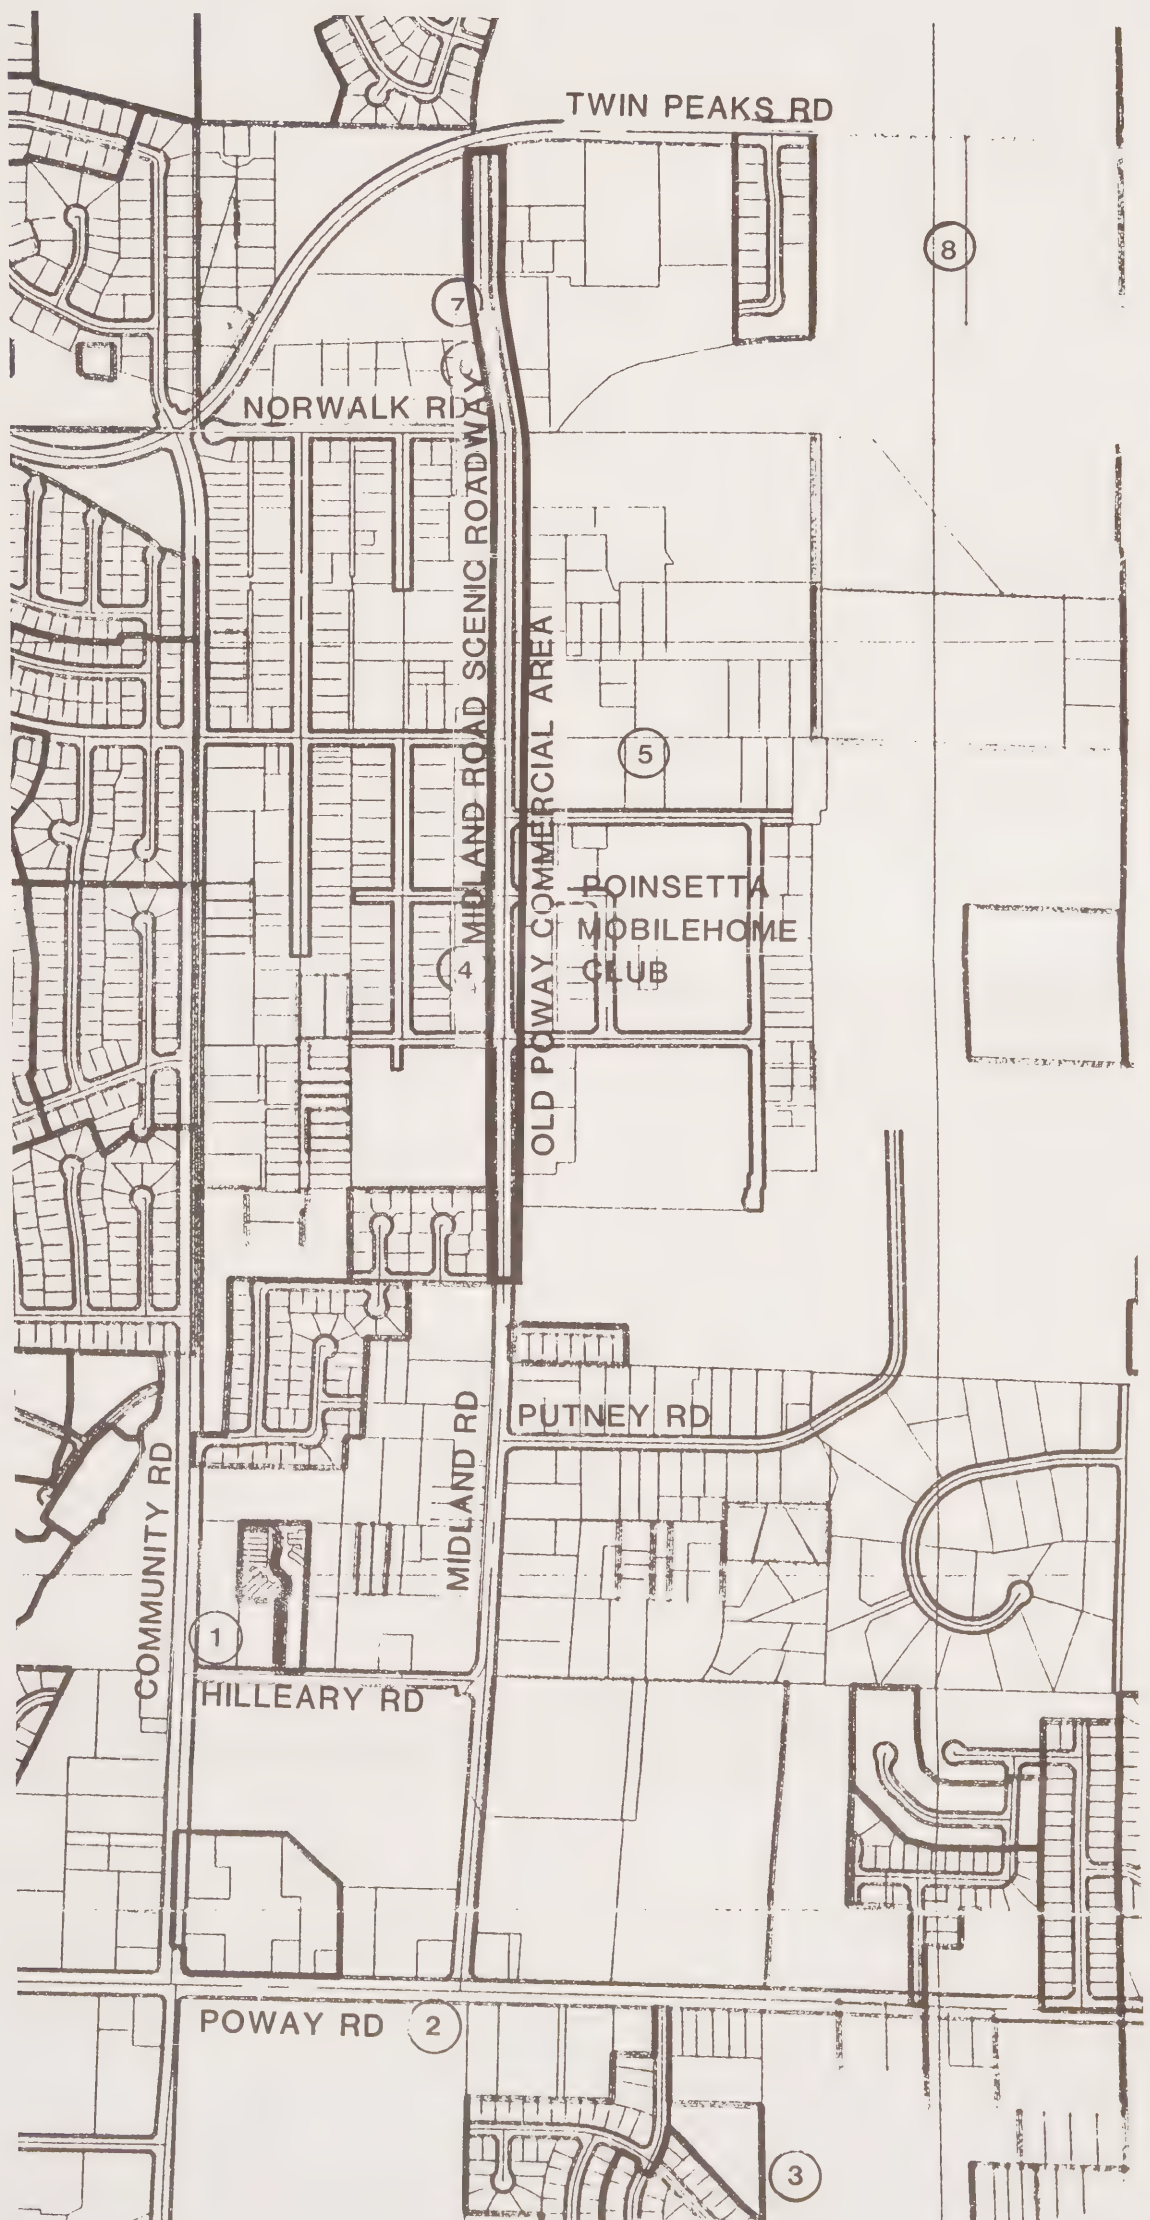 TWIN PEAKS RD
8
7
NORWALK RD
MIDLAND ROAD SCENIC ROADWAY
OLD POWAY COMMERCIAL AREA
5
POINSETTA
MOBILEHOME
CLUB
4
PUTNEY RD
MIDLAND RD
COMMUNITY RD
1
HILLEARY RD
POWAY RD
2
3